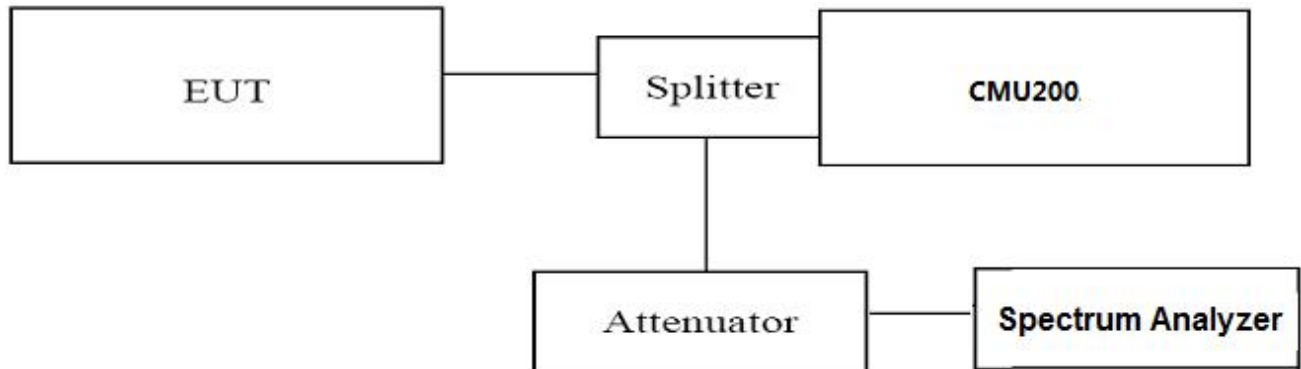 EUT
Splitter
CMU200
Attenuator
Spectrum Analyzer